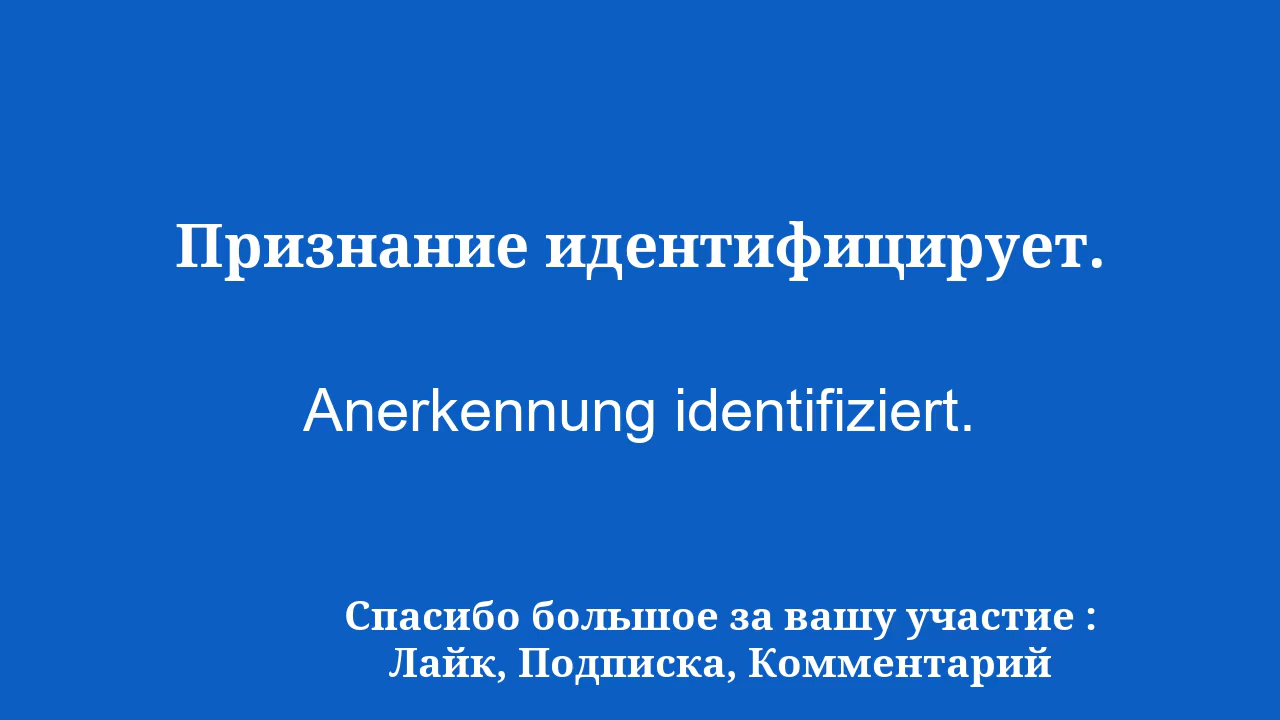 Признание идентифицирует.
Anerkennung identifiziert.
Спасибо большое за вашу участие :
Лайк, Подписка, Комментарий